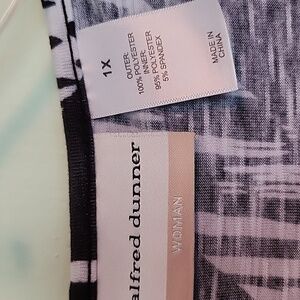 1X
OUTER:
100% POLYESTER
INNER:
95% POLYESTER
5% SPANDEX
MADE IN
CHINA
alfred dunner
WOMAN